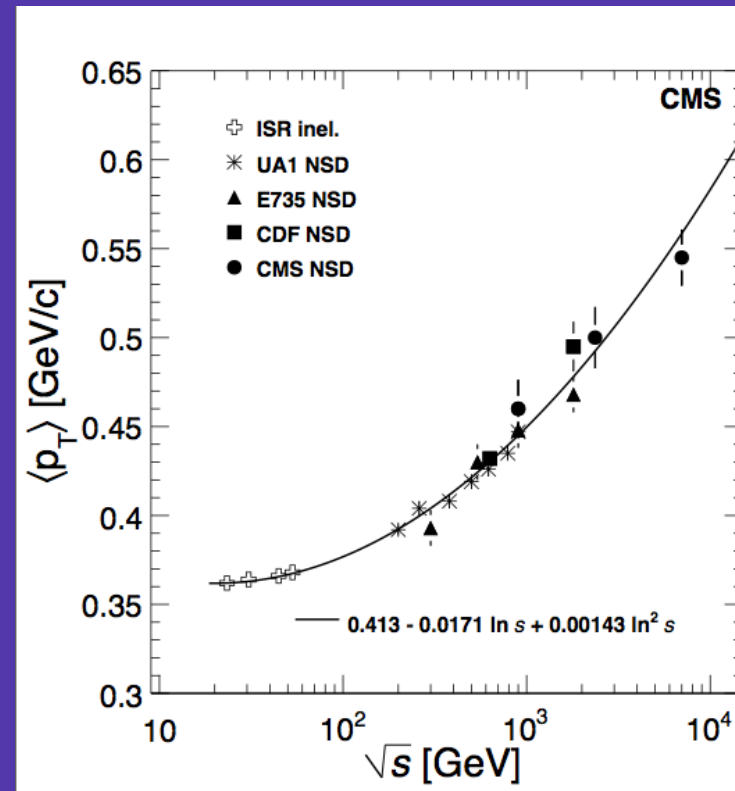 0.65
CMS
0.6
0.55
0.5
0.45
0.4
0.35
0.3
⟨p_T⟩ [GeV/c]
ISR inel.
UA1 NSD
E735 NSD
CDF NSD
CMS NSD
0.413 - 0.0171 ln s + 0.00143 ln² s
10 10² 10³ 10⁴
√s [GeV]